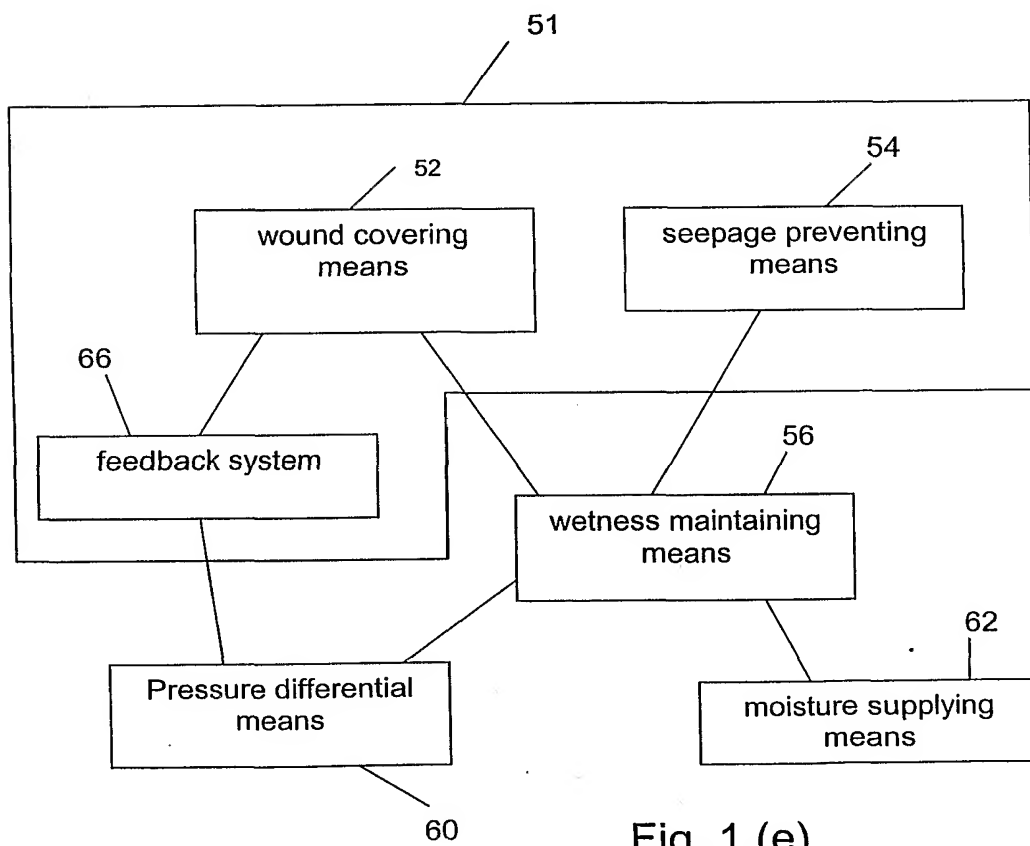 51
52
54
wound covering
means
seepage preventing
means
66
feedback system
56
wetness maintaining
means
62
Pressure differential
means
moisture supplying
means
60
Fig. 1 (e)